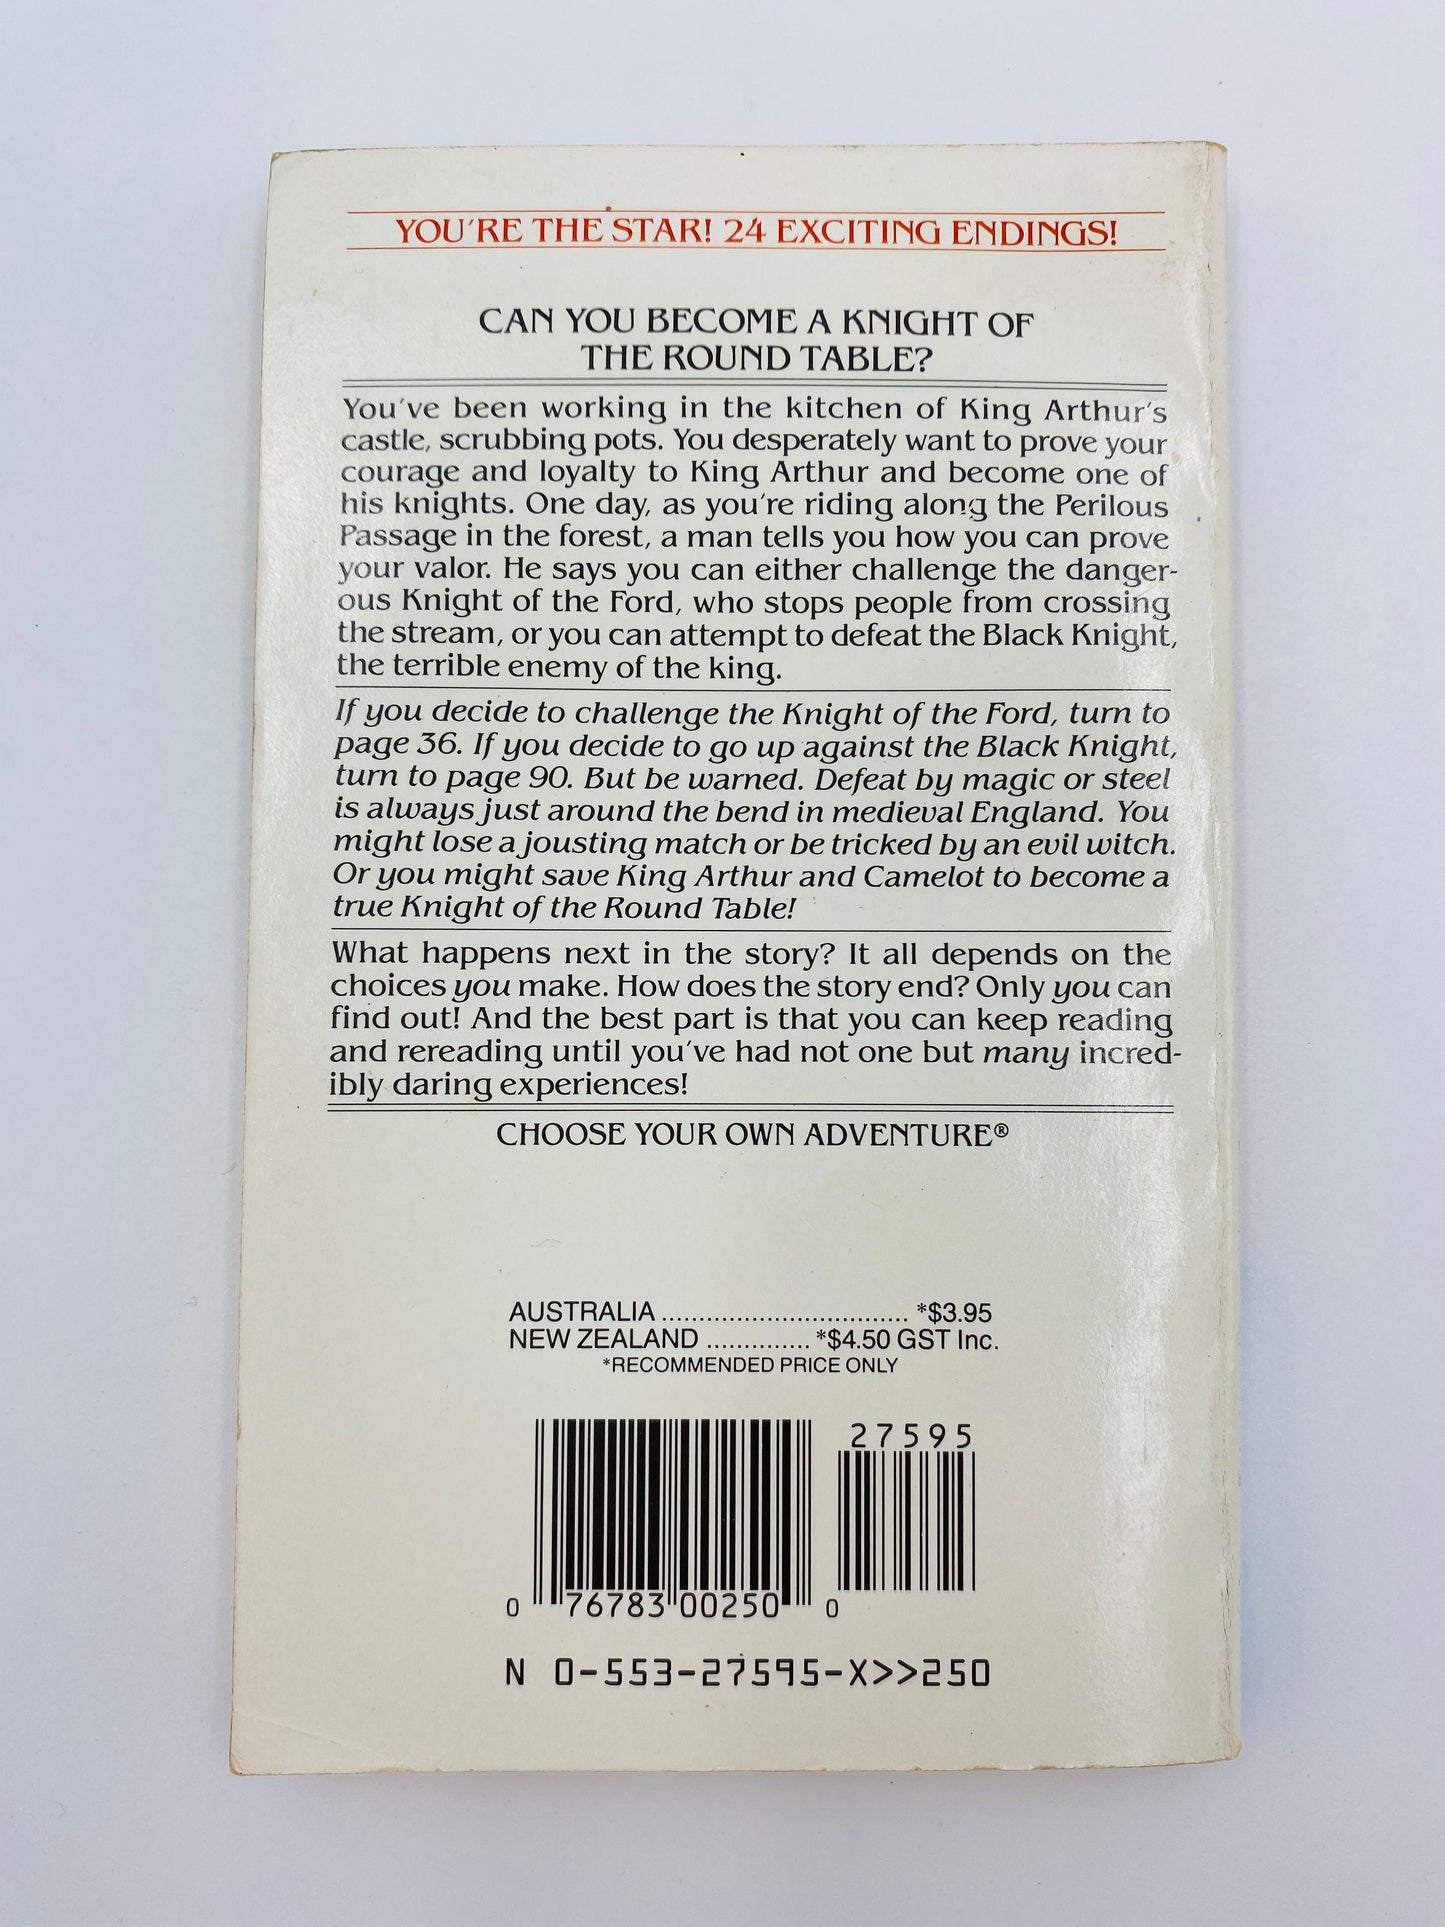 YOU'RE THE STAR! 24 EXCITING ENDINGS!
CAN YOU BECOME A KNIGHT OF
THE ROUND TABLE?
You've been working in the kitchen of King Arthur's
castle, scrubbing pots. You desperately want to prove your
courage and loyalty to King Arthur and become one of
his knights. One day, as you're riding along the Perilous
Passage in the forest, a man tells you how you can prove
your valor. He says you can either challenge the danger-
ous Knight of the Ford, who stops people from crossing
the stream, or you can attempt to defeat the Black Knight,
the terrible enemy of the king.
If you decide to challenge the Knight of the Ford, turn to
page 36. If you decide to go up against the Black Knight,
turn to page 90. But be warned. Defeat by magic or steel
is always just around the bend in medieval England. You
might lose a jousting match or be tricked by an evil witch.
Or you might save King Arthur and Camelot to become a
true Knight of the Round Table!
What happens next in the story? It all depends on the
choices you make. How does the story end? Only you can
find out! And the best part is that you can keep reading
and rereading until you've had not one but many incred-
ibly daring experiences!
CHOOSE YOUR OWN ADVENTURE®
AUSTRALIA ................................. *$3.95
NEW ZEALAND .............. *$4.50 GST Inc.
*RECOMMENDED PRICE ONLY
27595
0 76783 00250 0
N 0-553-27595-X>>250